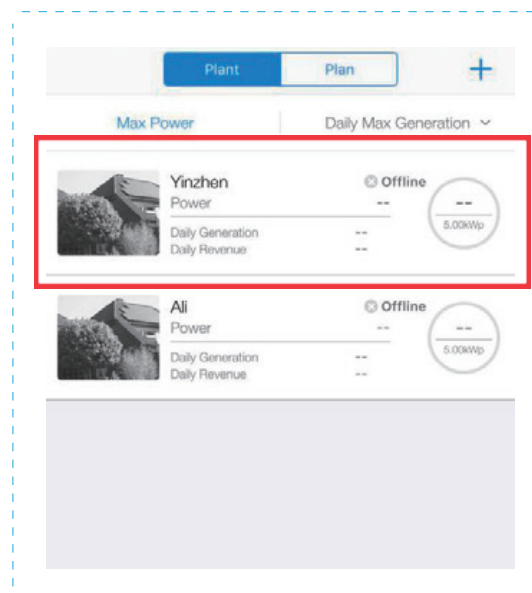 Plant Plan +
Max Power Daily Max Generation
Yinzhen Offline
Power --
--
5.00kWp
Daily Generation --
Daily Revenue --
Ali Offline
Power --
--
5.00kWp
Daily Generation --
Daily Revenue --